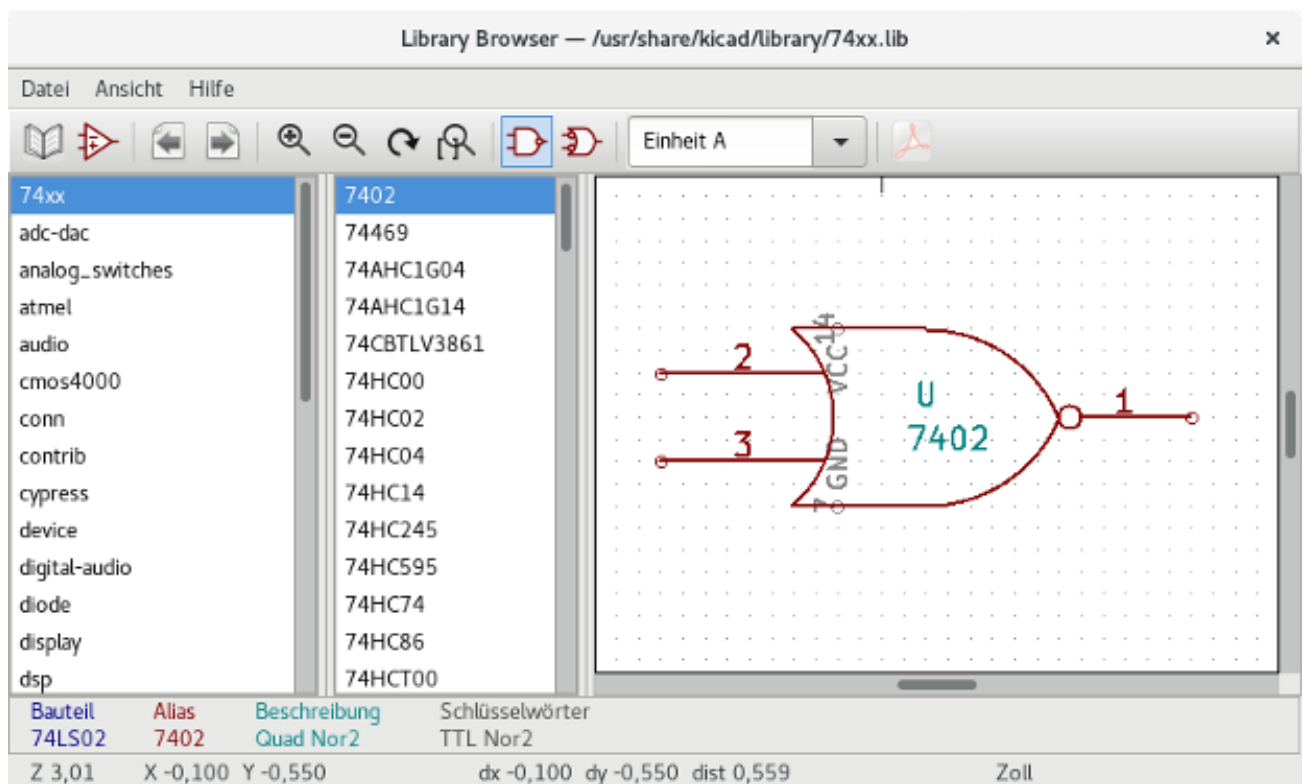 Library Browser — /usr/share/kicad/library/74xx.lib
Datei Ansicht Hilfe
Einheit A
74xx
adc-dac
analog_switches
atmel
audio
cmos4000
conn
contrib
cypress
device
digital-audio
diode
display
dsp
7402
74469
74AHC1G04
74AHC1G14
74CBTLV3861
74HC00
74HC02
74HC04
74HC14
74HC245
74HC595
74HC74
74HC86
74HCT00
14
VCC
2
U
7402
1
3
GND
7
Bauteil Alias Beschreibung Schlüsselwörter
74LS02 7402 Quad Nor2 TTL Nor2
Z 3,01 X -0,100 Y -0,550 dx -0,100 dy -0,550 dist 0,559 Zoll